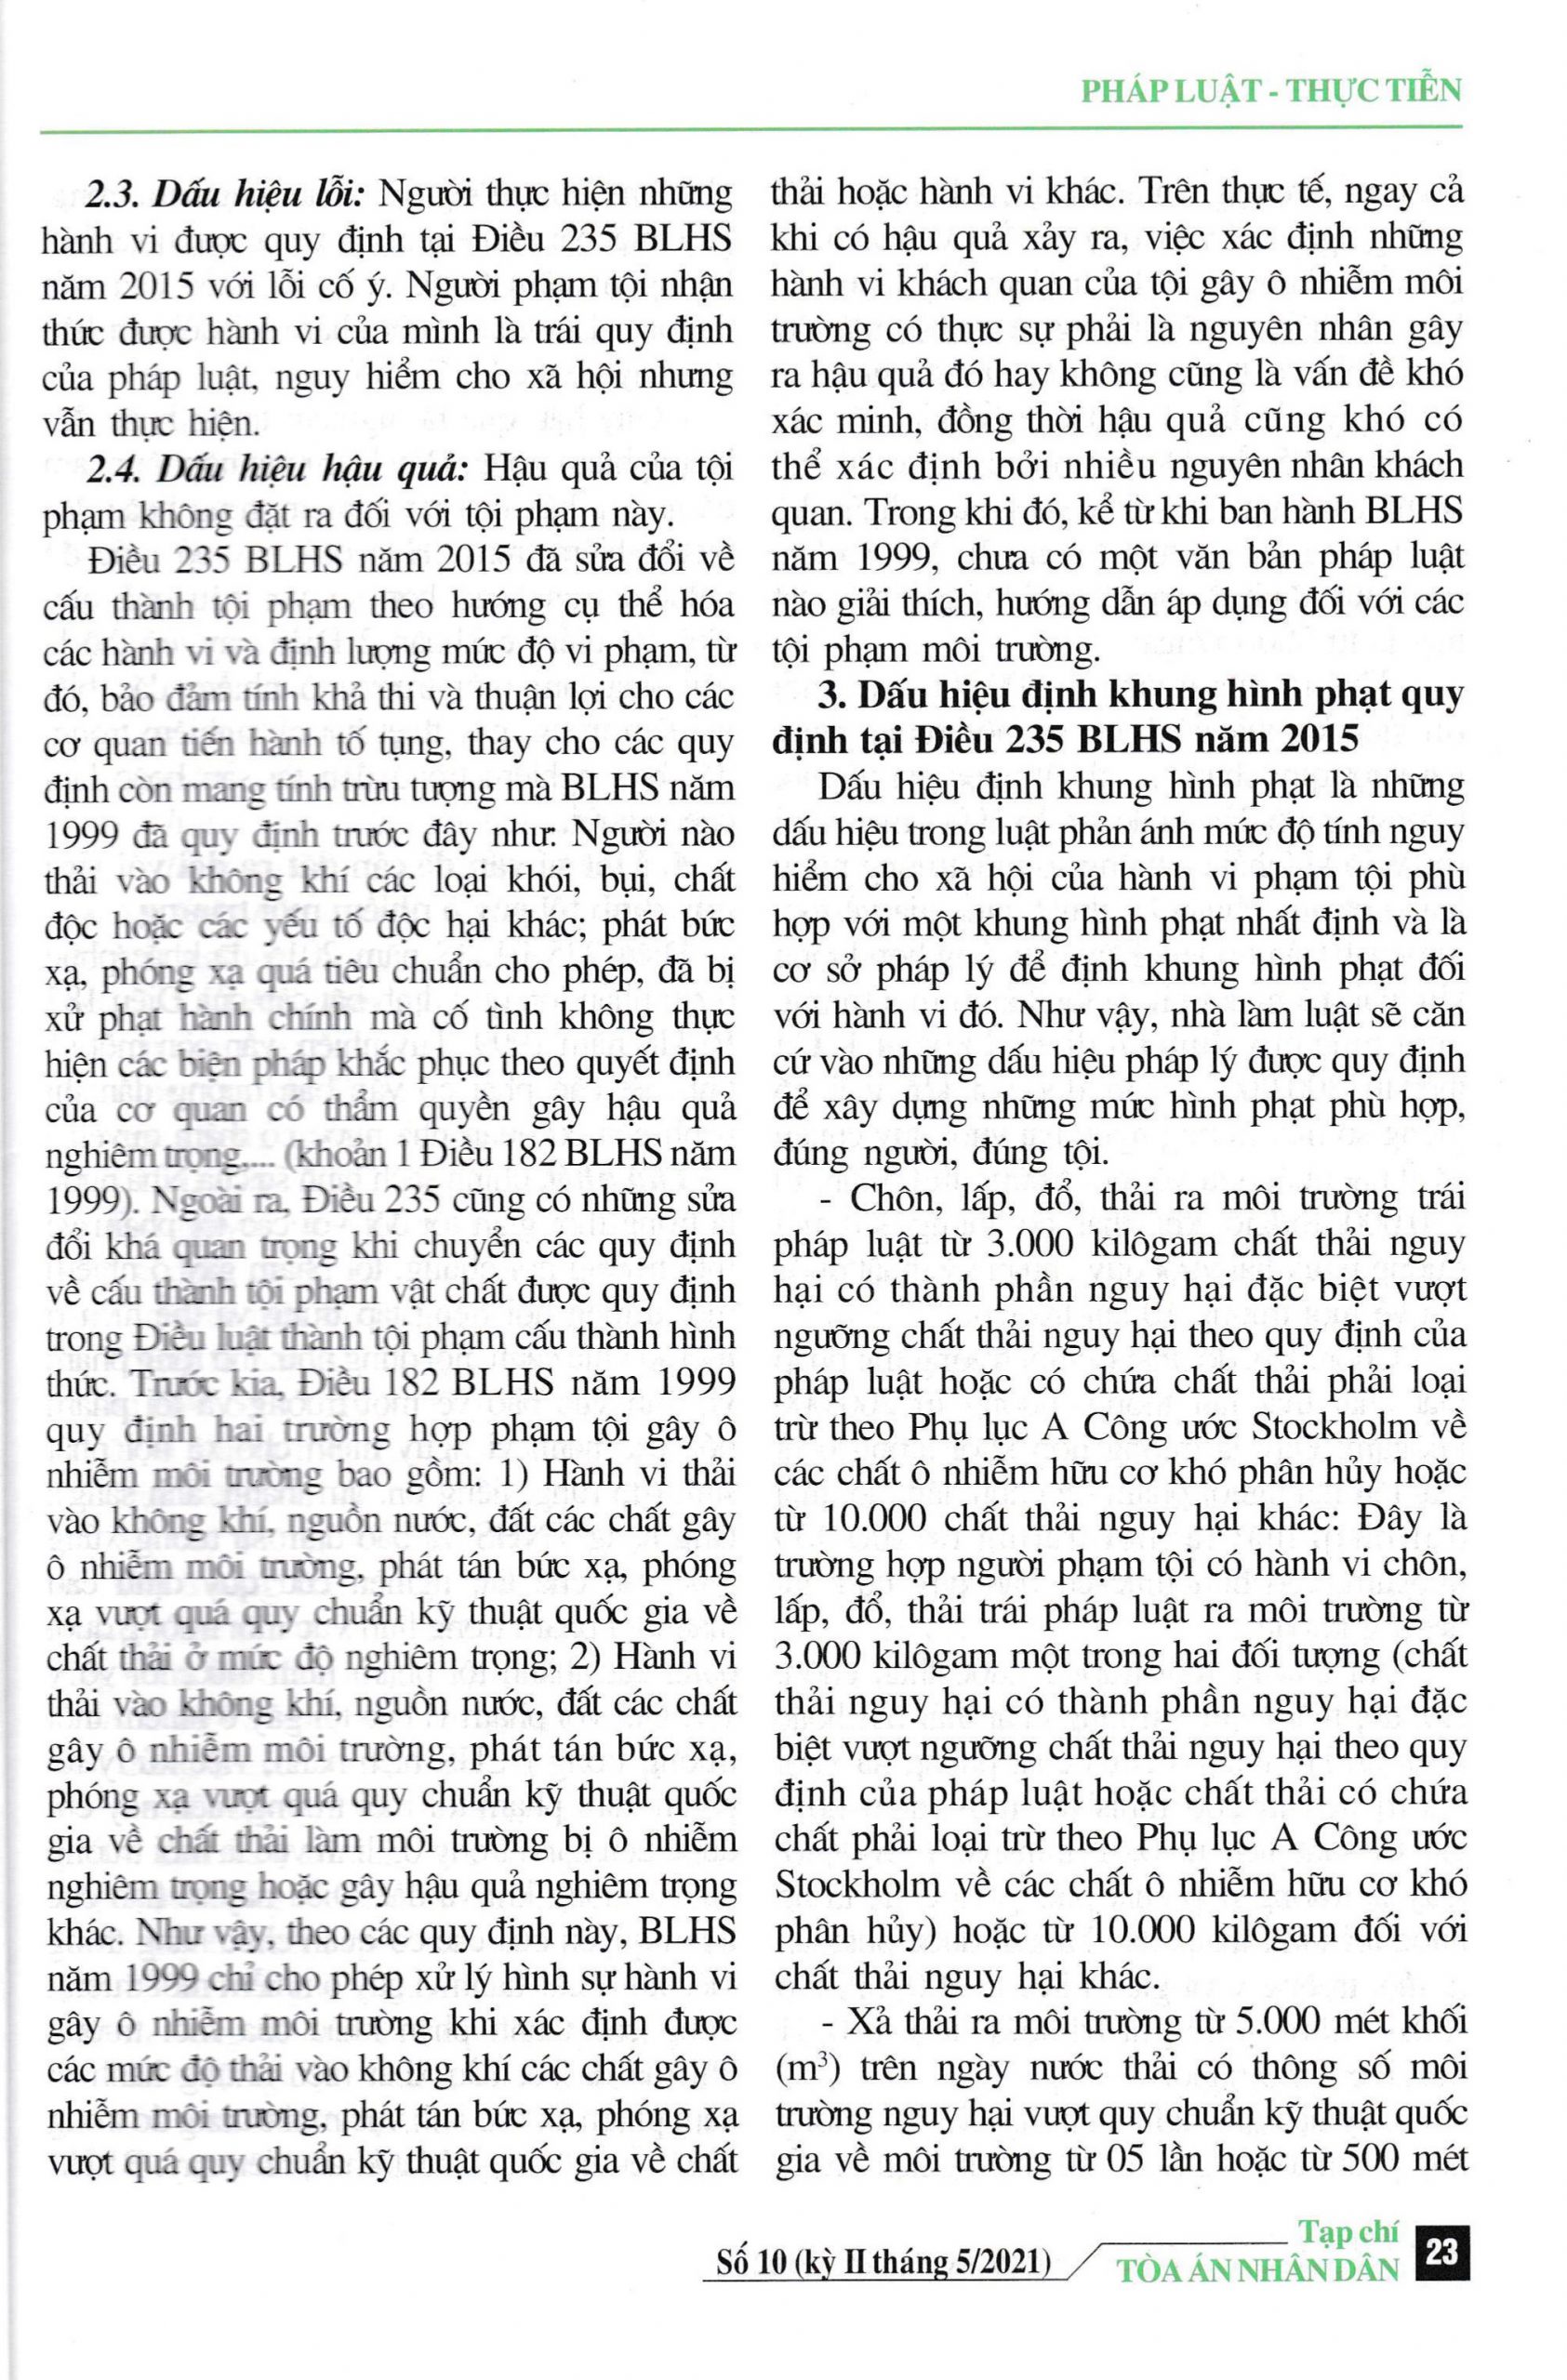 PHÁP LUẬT - THỰC TIỄN
2.3. Dấu hiệu lỗi: Người thực hiện những
hành vi được quy định tại Điều 235 BLHS
năm 2015 với lỗi cố ý. Người phạm tội nhận
thức được hành vi của mình là trái quy định
của pháp luật, nguy hiểm cho xã hội nhưng
vẫn thực hiện.
2.4. Dấu hiệu hậu quả: Hậu quả của tội
phạm không đặt ra đối với tội phạm này.
Điều 235 BLHS năm 2015 đã sửa đổi về
cấu thành tội phạm theo hướng cụ thể hóa
các hành vi và định lượng mức độ vi phạm, từ
đó, bảo đảm tính khả thi và thuận lợi cho các
cơ quan tiến hành tố tụng, thay cho các quy
định còn mang tính trừu tượng mà BLHS năm
1999 đã quy định trước đây như: Người nào
thải vào không khí các loại khói, bụi, chất
độc hoặc các yếu tố độc hại khác; phát bức
xạ, phóng xạ quá tiêu chuẩn cho phép, đã bị
xử phạt hành chính mà cố tình không thực
hiện các biện pháp khắc phục theo quyết định
của cơ quan có thẩm quyền gây hậu quả
nghiêm trọng,... (khoản 1 Điều 182 BLHS năm
1999). Ngoài ra, Điều 235 cũng có những sửa
đổi khá quan trọng khi chuyển các quy định
về cấu thành tội phạm vật chất được quy định
trong Điều luật thành tội phạm cấu thành hình
thức. Trước kia, Điều 182 BLHS năm 1999
quy định hai trường hợp phạm tội gây ô
nhiễm môi trường bao gồm: 1) Hành vi thải
vào không khí, nguồn nước, đất các chất gây
ô nhiễm môi trường, phát tán bức xạ, phóng
xạ vượt quá quy chuẩn kỹ thuật quốc gia về
chất thải ở mức độ nghiêm trọng; 2) Hành vi
thải vào không khí, nguồn nước, đất các chất
gây ô nhiễm môi trường, phát tán bức xạ,
phóng xạ vượt quá quy chuẩn kỹ thuật quốc
gia về chất thải làm môi trường bị ô nhiễm
nghiêm trọng hoặc gây hậu quả nghiêm trọng
khác. Như vậy, theo các quy định này, BLHS
năm 1999 chỉ cho phép xử lý hình sự hành vi
gây ô nhiễm môi trường khi xác định được
các mức độ thải vào không khí các chất gây ô
nhiễm môi trường, phát tán bức xạ, phóng xạ
vượt quá quy chuẩn kỹ thuật quốc gia về chất
thải hoặc hành vi khác. Trên thực tế, ngay cả
khi có hậu quả xảy ra, việc xác định những
hành vi khách quan của tội gây ô nhiễm môi
trường có thực sự phải là nguyên nhân gây
ra hậu quả đó hay không cũng là vấn đề khó
xác minh, đồng thời hậu quả cũng khó có
thể xác định bởi nhiều nguyên nhân khách
quan. Trong khi đó, kể từ khi ban hành BLHS
năm 1999, chưa có một văn bản pháp luật
nào giải thích, hướng dẫn áp dụng đối với các
tội phạm môi trường.
3. Dấu hiệu định khung hình phạt quy
định tại Điều 235 BLHS năm 2015
Dấu hiệu định khung hình phạt là những
dấu hiệu trong luật phản ánh mức độ tính nguy
hiểm cho xã hội của hành vi phạm tội phù
hợp với một khung hình phạt nhất định và là
cơ sở pháp lý để định khung hình phạt đối
với hành vi đó. Như vậy, nhà làm luật sẽ căn
cứ vào những dấu hiệu pháp lý được quy định
để xây dựng những mức hình phạt phù hợp,
đúng người, đúng tội.
- Chôn, lấp, đổ, thải ra môi trường trái
pháp luật từ 3.000 kilôgam chất thải nguy
hại có thành phần nguy hại đặc biệt vượt
ngưỡng chất thải nguy hại theo quy định của
pháp luật hoặc có chứa chất thải phải loại
trừ theo Phụ lục A Công ước Stockholm về
các chất ô nhiễm hữu cơ khó phân hủy hoặc
từ 10.000 chất thải nguy hại khác: Đây là
trường hợp người phạm tội có hành vi chôn,
lấp, đổ, thải trái pháp luật ra môi trường từ
3.000 kilôgam một trong hai đối tượng (chất
thải nguy hại có thành phần nguy hại đặc
biệt vượt ngưỡng chất thải nguy hại theo quy
định của pháp luật hoặc chất thải có chứa
chất phải loại trừ theo Phụ lục A Công ước
Stockholm về các chất ô nhiễm hữu cơ khó
phân hủy) hoặc từ 10.000 kilôgam đối với
chất thải nguy hại khác.
- Xả thải ra môi trường từ 5.000 mét khối
(m³) trên ngày nước thải có thông số môi
trường nguy hại vượt quy chuẩn kỹ thuật quốc
gia về môi trường từ 05 lần hoặc từ 500 mét
Số 10 (kỳ II tháng 5/2021)
Tạp chí
TÒA ÁN NHÂN DÂN
23